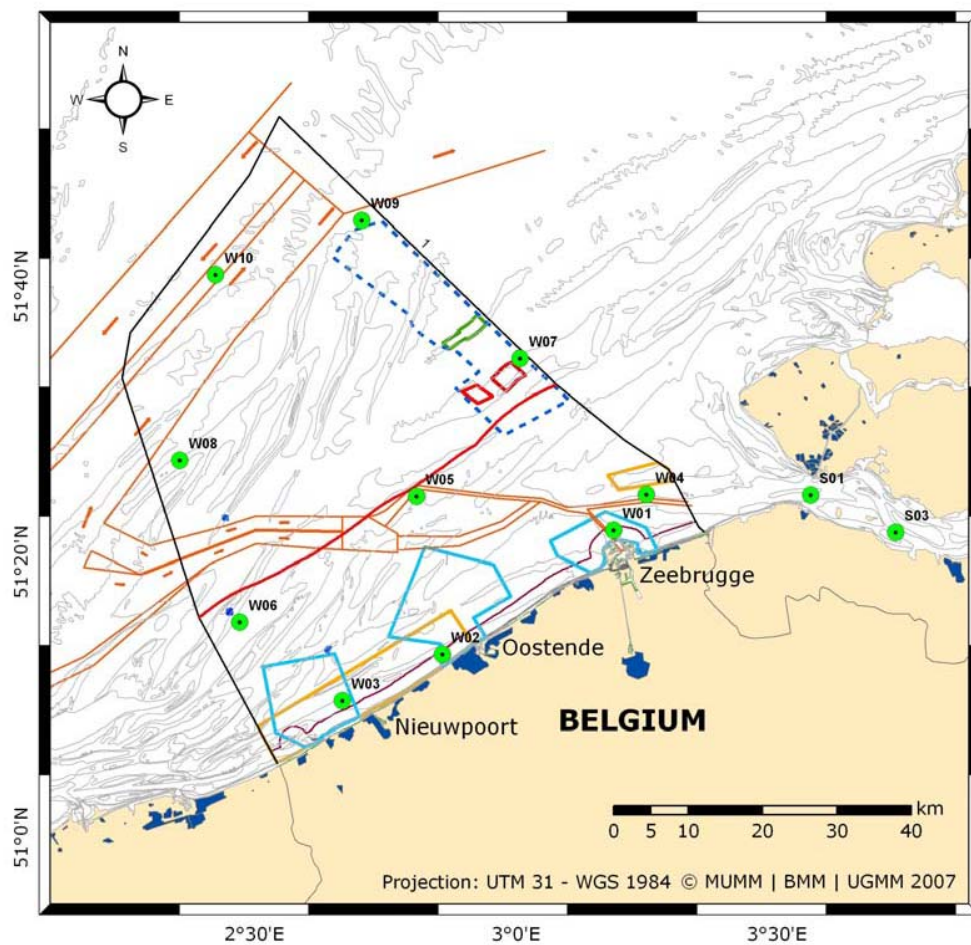 N
W E
S
W09
1
W10
51°40'N
W07
W08
W05
W04
S01
W01
S03
51°20'N
Zeebrugge
W06
W02
Oostende
W03
Nieuwpoort
BELGIUM
km
0 5 10 20 30 40
51°0'N
Projection: UTM 31 - WGS 1984 © MUMM | BMM | UGMM 2007
2°30'E 3°0'E 3°30'E